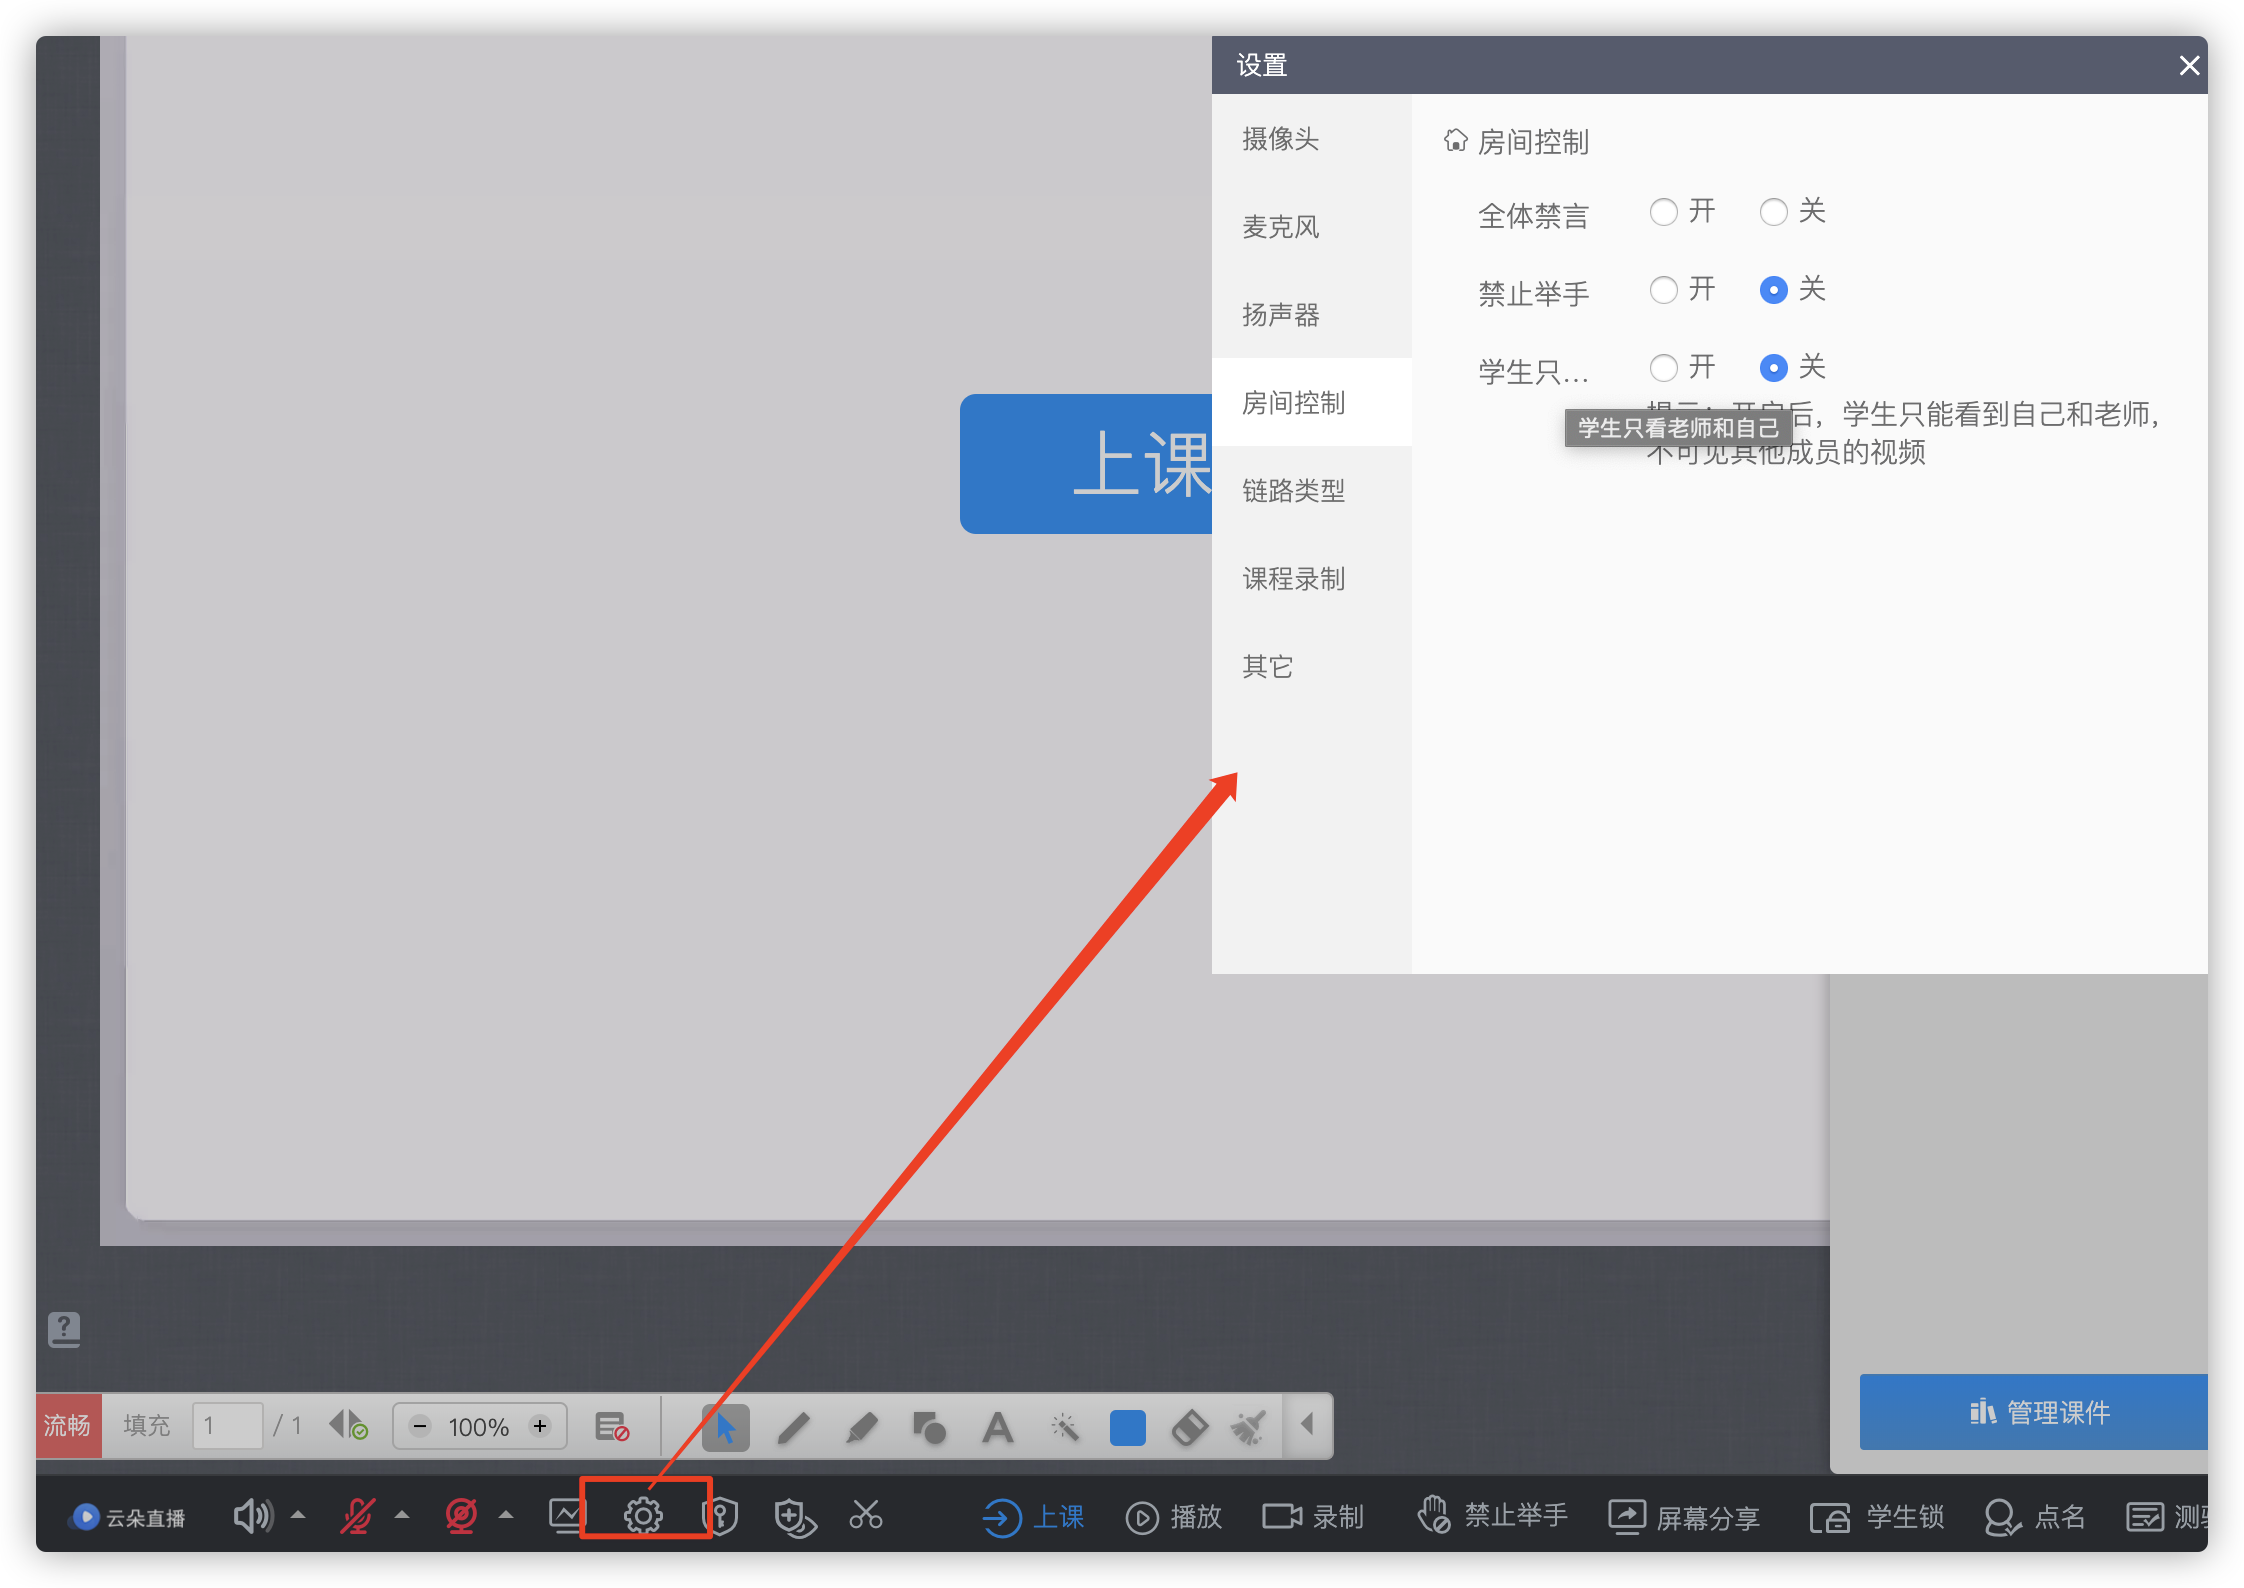 设置
摄像头
麦克风
扬声器
房间控制
链路类型
课程录制
其它
房间控制
全体禁言 开 关
禁止举手 开 关
学生只... 开 关
学生只看老师和自己
后，学生只能看到自己和老师，
不可见其他成员的视频
上课
管理课件
流畅 填充 1 / 1 100%
云朵直播 上课 播放 录制 禁止举手 屏幕分享 学生锁 点名 测